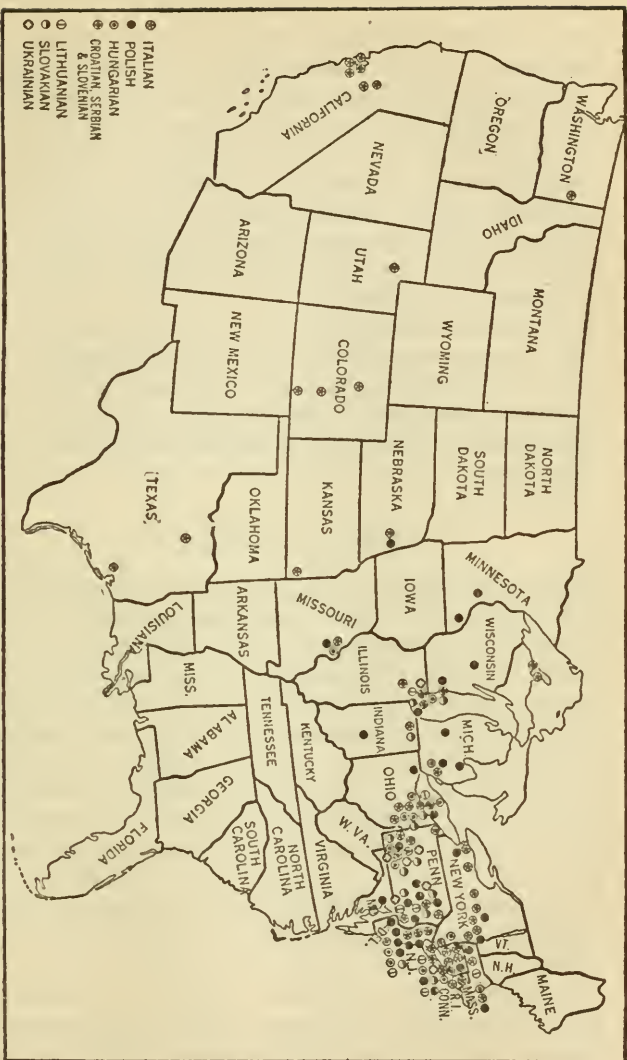 WASHINGTON
OREGON
CALIFORNIA
NEVADA
IDAHO
MONTANA
WYOMING
UTAH
COLORADO
ARIZONA
NEW MEXICO
NORTH
DAKOTA
SOUTH
DAKOTA
NEBRASKA
KANSAS
OKLAHOMA
TEXAS
MINNESOTA
IOWA
MISSOURI
ARKANSAS
LOUISIANA
WISCONSIN
ILLINOIS
MICH.
INDIANA
OHIO
KENTUCKY
TENNESSEE
MISS.
ALABAMA
GEORGIA
FLORIDA
SOUTH
CAROLINA
NORTH
CAROLINA
VIRGINIA
W. VA.
PENN
NEW YORK
VT.
N.H.
MAINE
MASS.
R.I.
CONN.
N.J.
MD.
ITALIAN
POLISH
HUNGARIAN
CROATIAN, SERBIAN
& SLOVENIAN
LITHUANIAN
SLOVAKIAN
UKRAINIAN